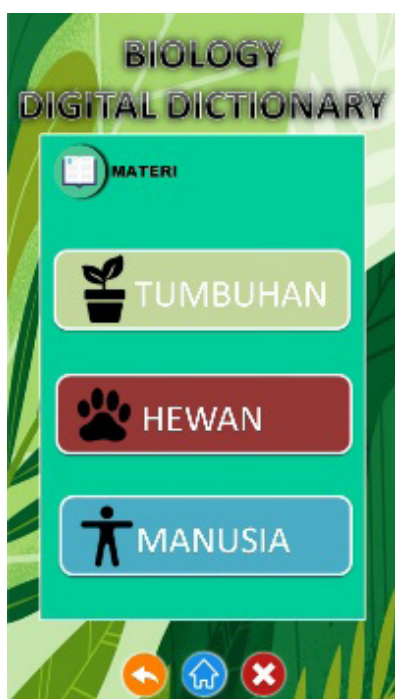 BIOLOGY
DIGITAL DICTIONARY
MATERI
TUMBUHAN
HEWAN
MANUSIA